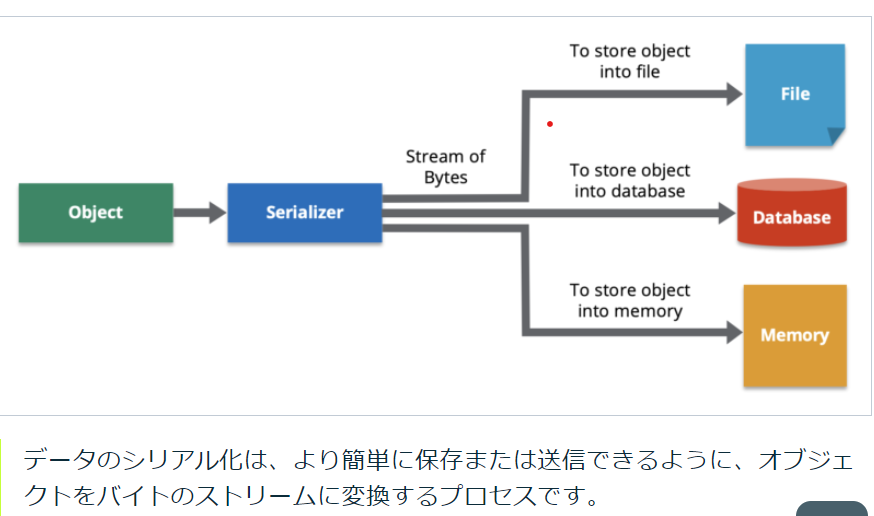 To store object
into file
File
Stream of
Bytes
To store object
into database
Object
Serializer
Database
To store object
into memory
Memory
データのシリアル化は、より簡単に保存または送信できるように、オブジェ
クトをバイトのストリームに変換するプロセスです。